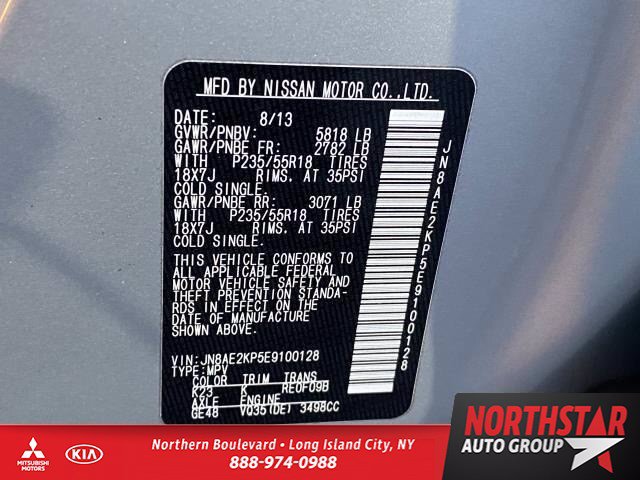 MFD BY NISSAN MOTOR CO.,LTD.
DATE: 8/13
GVWR/PNBV: 5818 LB
GAWR/PNBE FR: 2782 LB
WITH P235/55R18 TIRES
18X7J RIMS. AT 35PSI
COLD SINGLE.
GAWR/PNBE RR: 3071 LB
WITH P235/55R18 TIRES
18X7J RIMS. AT 35PSI
COLD SINGLE.
THIS VEHICLE CONFORMS TO
ALL APPLICABLE FEDERAL
MOTOR VEHICLE SAFETY AND
THEFT PREVENTION STANDA-
RDS IN EFFECT ON THE
DATE OF MANUFACTURE
SHOWN ABOVE.
VIN:JN8AE2KP5E9100128
TYPE:MPV
COLOR TRIM TRANS
K23 K RE0F09B
AXLE ENGINE
GE48 VQ35(DE) 3498CC
JN8AE2KP5E9100128
MITSUBISHI
MOTORS
KIA
Northern Boulevard • Long Island City, NY
888-974-0988
NORTHSTAR
AUTO GROUP